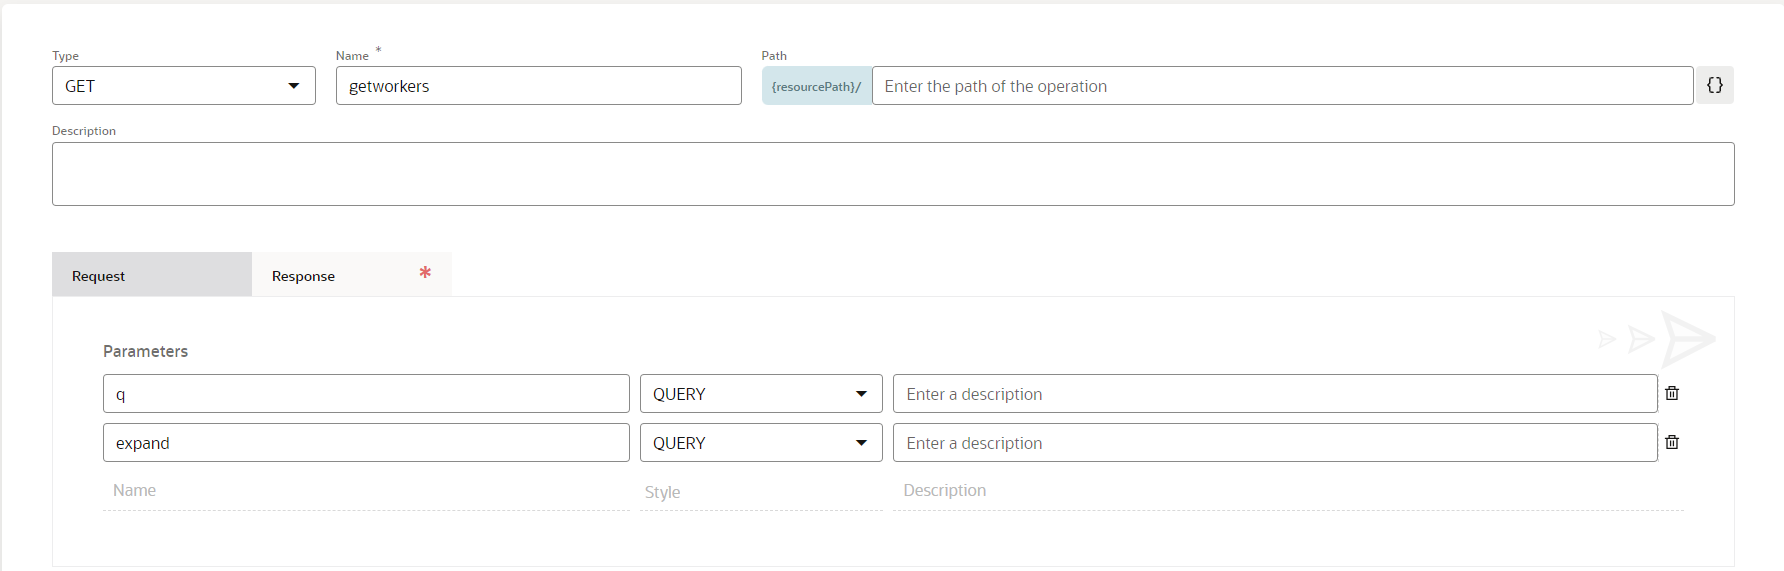 Type Name * Path
GET getworkers {resourcePath}/ Enter the path of the operation {}
Description
Request Response *
Parameters
q QUERY Enter a description
expand QUERY Enter a description
Name Style Description